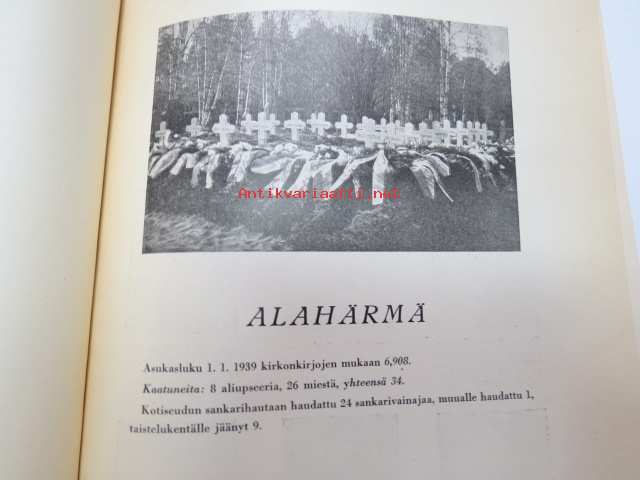 Antikvariaatti.net
ALAHÄRMÄ
Asukasluku 1. 1. 1939 kirkonkirjojen mukaan 6,908.
Kaatuneita: 8 aliupseeria, 26 miestä, yhteensä 34.
Kotiseudun sankarihautaan haudattu 24 sankarivainajaa, muualle haudattu 1,
taistelukentälle jäänyt 9.